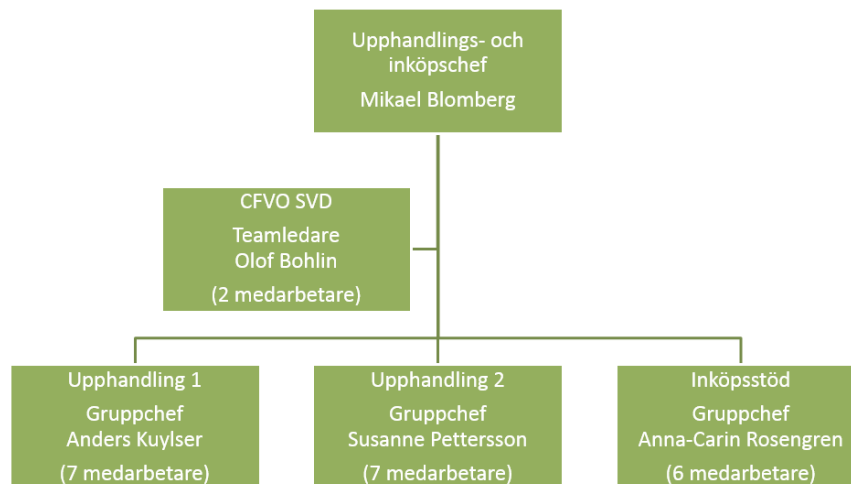 Upphandlings- och
inköpschef
Mikael Blomberg
CFVO SVD
Teamledare
Olof Bohlin
(2 medarbetare)
Upphandling 1
Gruppchef
Anders Kuylser
(7 medarbetare)
Upphandling 2
Gruppchef
Susanne Pettersson
(7 medarbetare)
Inköpsstöd
Gruppchef
Anna-Carin Rosengren
(6 medarbetare)